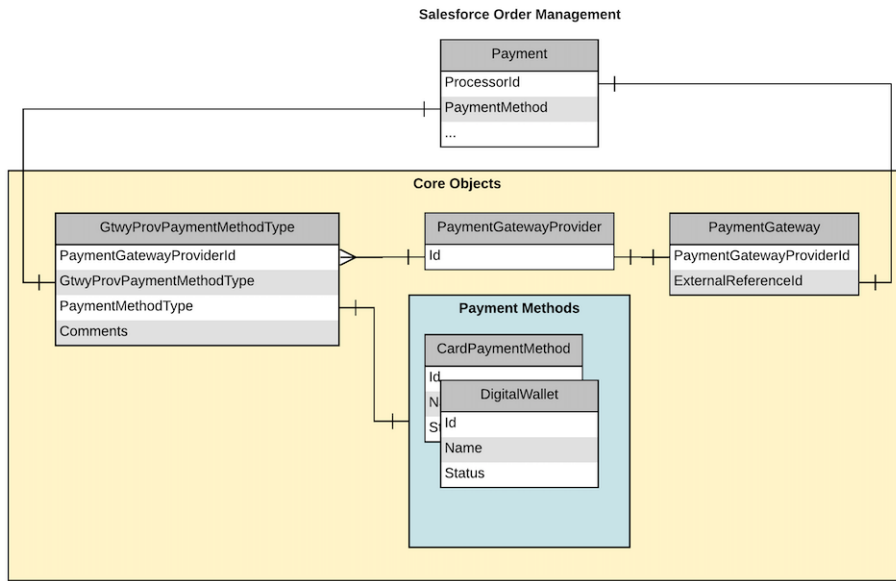 Salesforce Order Management
Payment
ProcessorId
PaymentMethod
...
Core Objects
GtwyProvPaymentMethodType
PaymentGatewayProviderId
GtwyProvPaymentMethodType
PaymentMethodType
Comments
PaymentGatewayProvider
Id
PaymentGateway
PaymentGatewayProviderId
ExternalReferenceId
Payment Methods
CardPaymentMethod
Id
DigitalWallet
Id
Name
Status